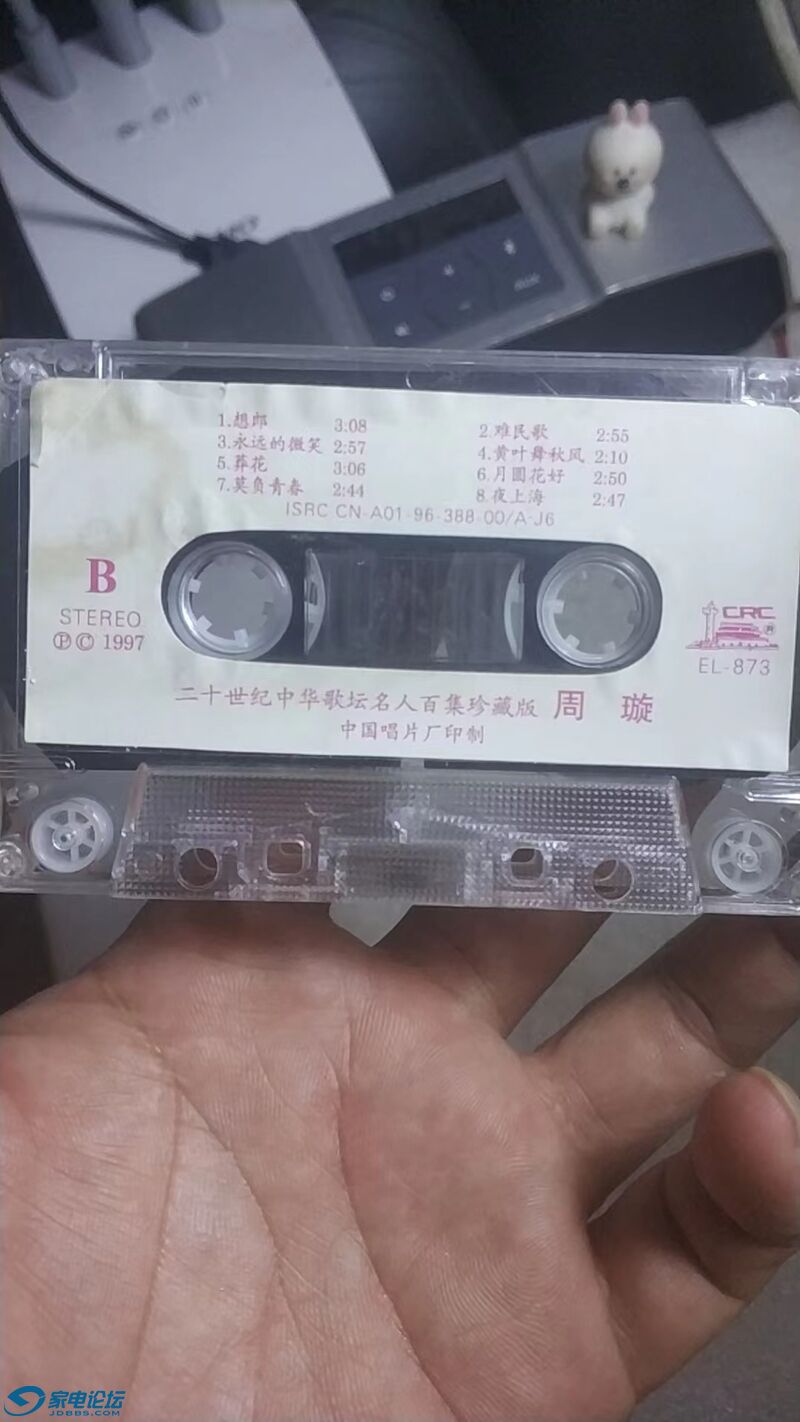 1.想郎 3:08 2.难民歌 2:55
3.永远的微笑 2:57 4.黄叶舞秋风 2:10
5.葬花 3:06 6.月圆花好 2:50
7.莫负青春 2:44 8.夜上海 2:47
ISRC CN-A01-96-388-00/A·J6
B
STEREO
Ⓟ© 1997
CRC
®
EL-873
二十世纪中华歌坛名人百集珍藏版 周 璇
中国唱片厂印制
家电论坛
JDBBS.COM